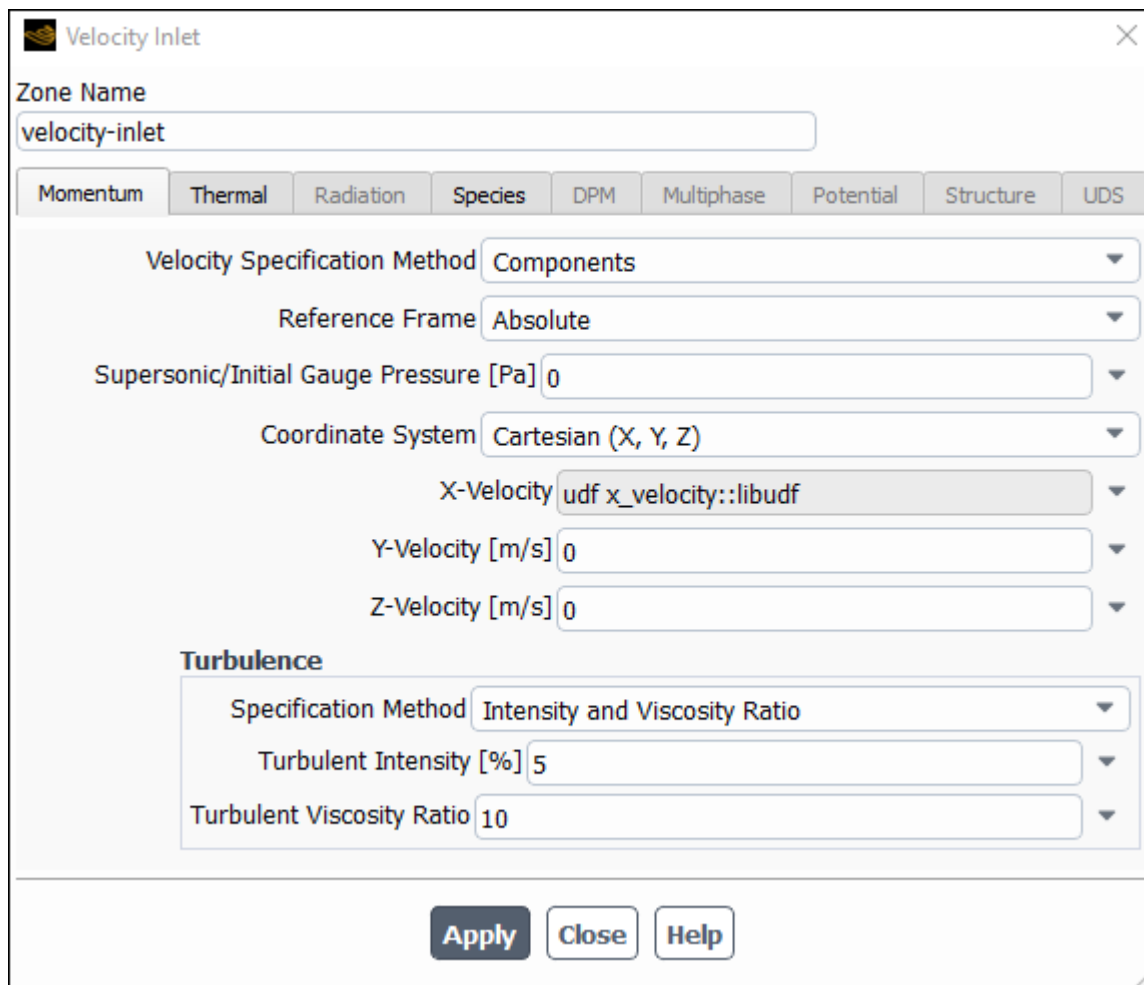 Velocity Inlet
Zone Name
velocity-inlet
Momentum Thermal Radiation Species DPM Multiphase Potential Structure UDS
Velocity Specification Method Components
Reference Frame Absolute
Supersonic/Initial Gauge Pressure [Pa] 0
Coordinate System Cartesian (X, Y, Z)
X-Velocity udf x_velocity::libudf
Y-Velocity [m/s] 0
Z-Velocity [m/s] 0
Turbulence
Specification Method Intensity and Viscosity Ratio
Turbulent Intensity [%] 5
Turbulent Viscosity Ratio 10
Apply Close Help